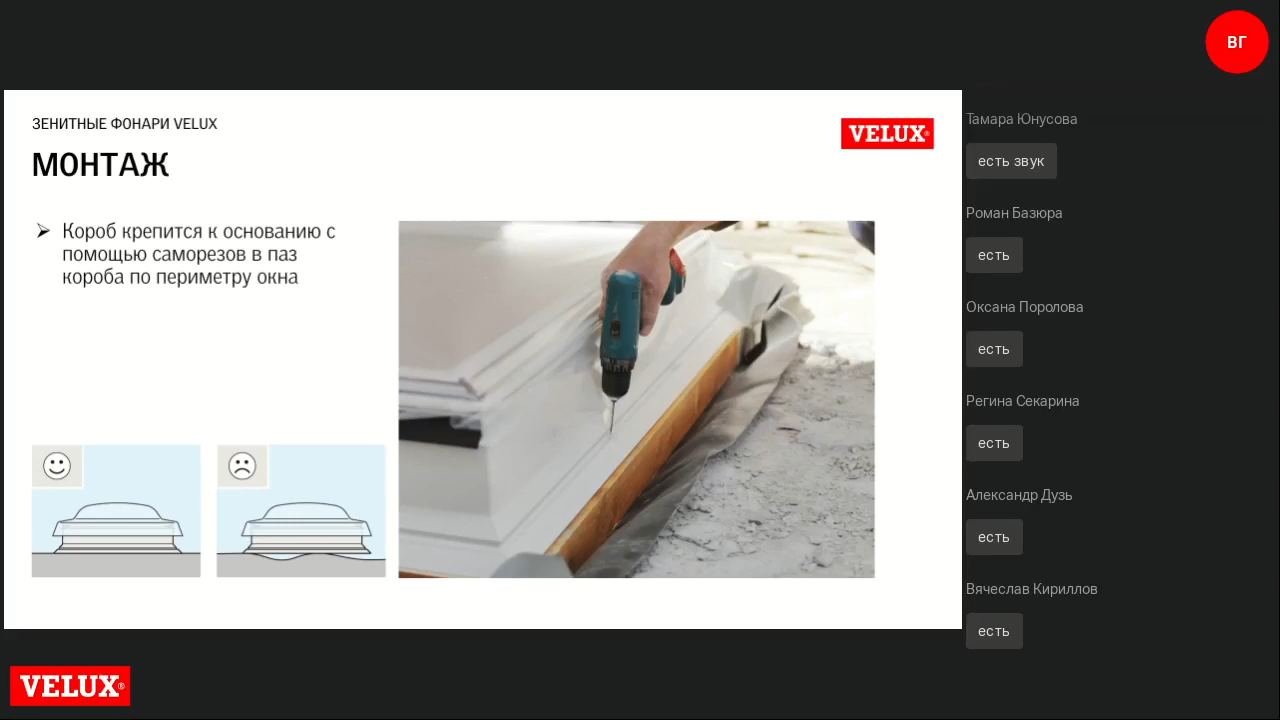 ВГ
ЗЕНИТНЫЕ ФОНАРИ VELUX
VELUX®
МОНТАЖ
Короб крепится к основанию с
помощью саморезов в паз
короба по периметру окна
Тамара Юнусова
есть звук
Роман Базюра
есть
Оксана Поролова
есть
Регина Секарина
есть
Александр Дузь
есть
Вячеслав Кириллов
есть
VELUX®